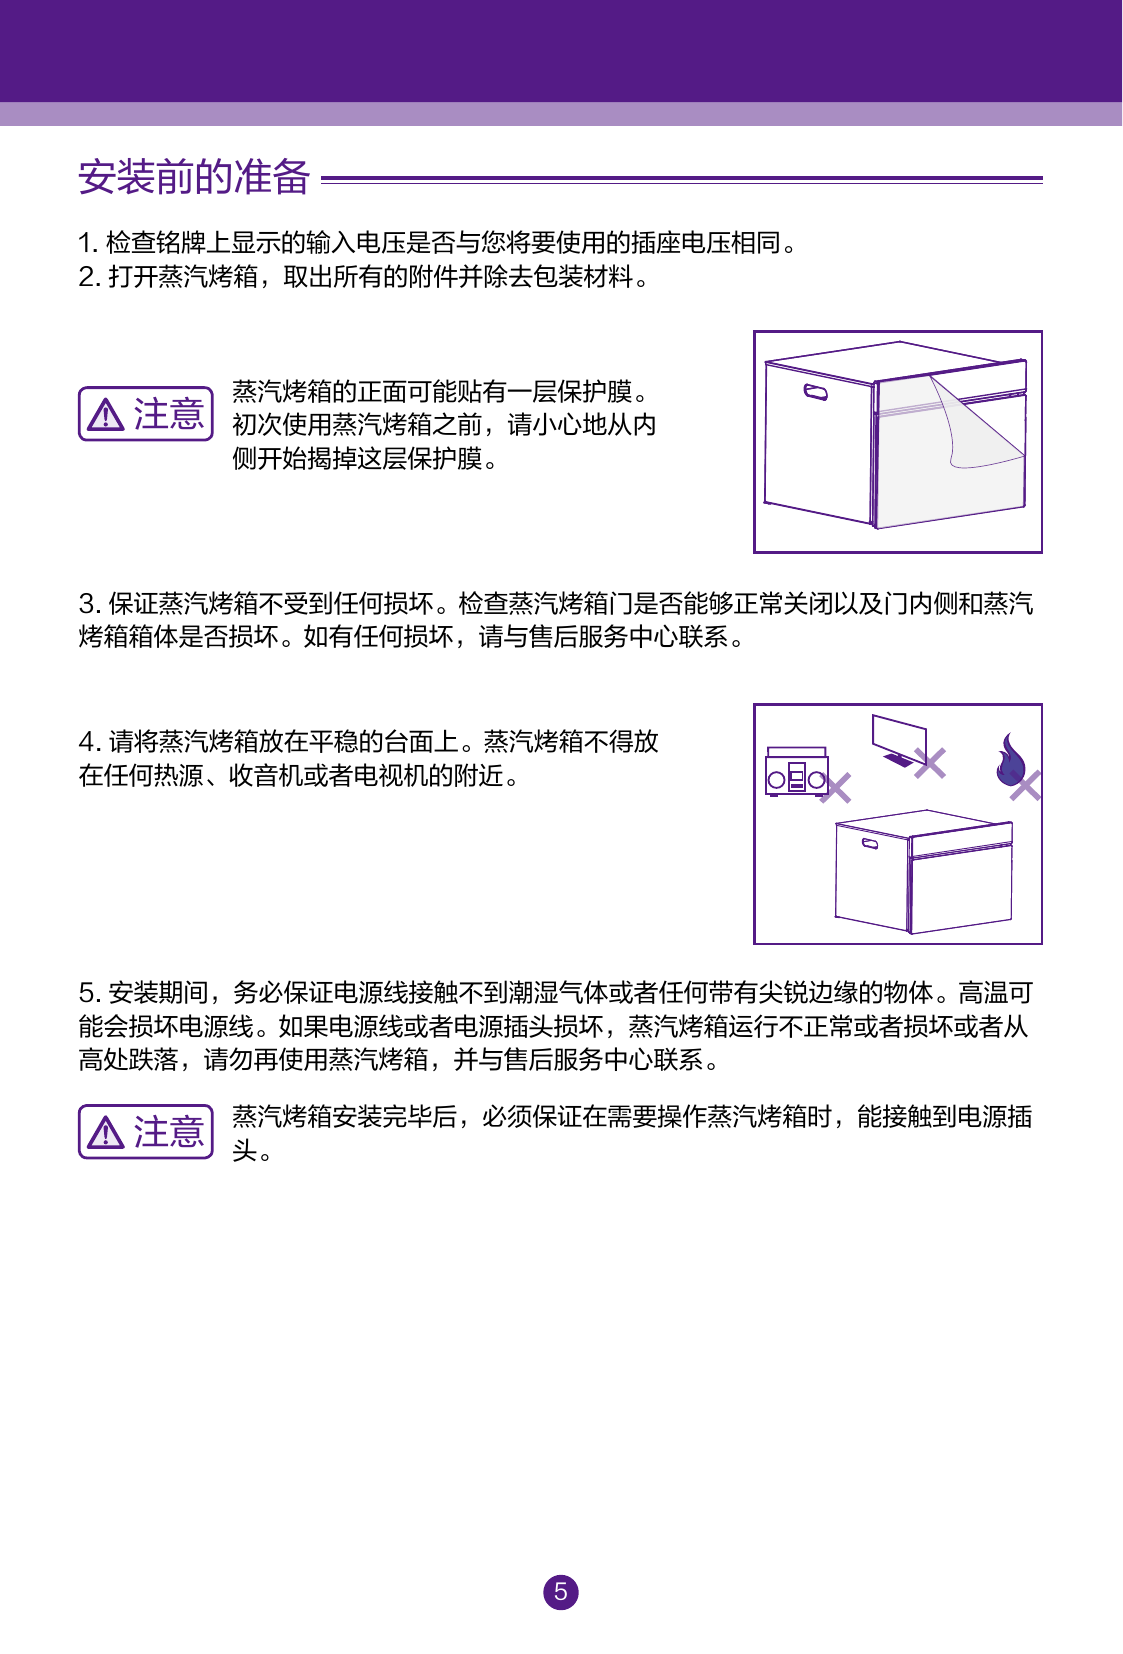 安装前的准备
1. 检查铭牌上显示的输入电压是否与您将要使用的插座电压相同。
2. 打开蒸汽烤箱，取出所有的附件并除去包装材料。
注意
蒸汽烤箱的正面可能贴有一层保护膜。
初次使用蒸汽烤箱之前，请小心地从内
侧开始揭掉这层保护膜。
3. 保证蒸汽烤箱不受到任何损坏。检查蒸汽烤箱门是否能够正常关闭以及门内侧和蒸汽
烤箱箱体是否损坏。如有任何损坏，请与售后服务中心联系。
4. 请将蒸汽烤箱放在平稳的台面上。蒸汽烤箱不得放
在任何热源、收音机或者电视机的附近。
5. 安装期间，务必保证电源线接触不到潮湿气体或者任何带有尖锐边缘的物体。高温可
能会损坏电源线。如果电源线或者电源插头损坏，蒸汽烤箱运行不正常或者损坏或者从
高处跌落，请勿再使用蒸汽烤箱，并与售后服务中心联系。
注意
蒸汽烤箱安装完毕后，必须保证在需要操作蒸汽烤箱时，能接触到电源插
头。
5